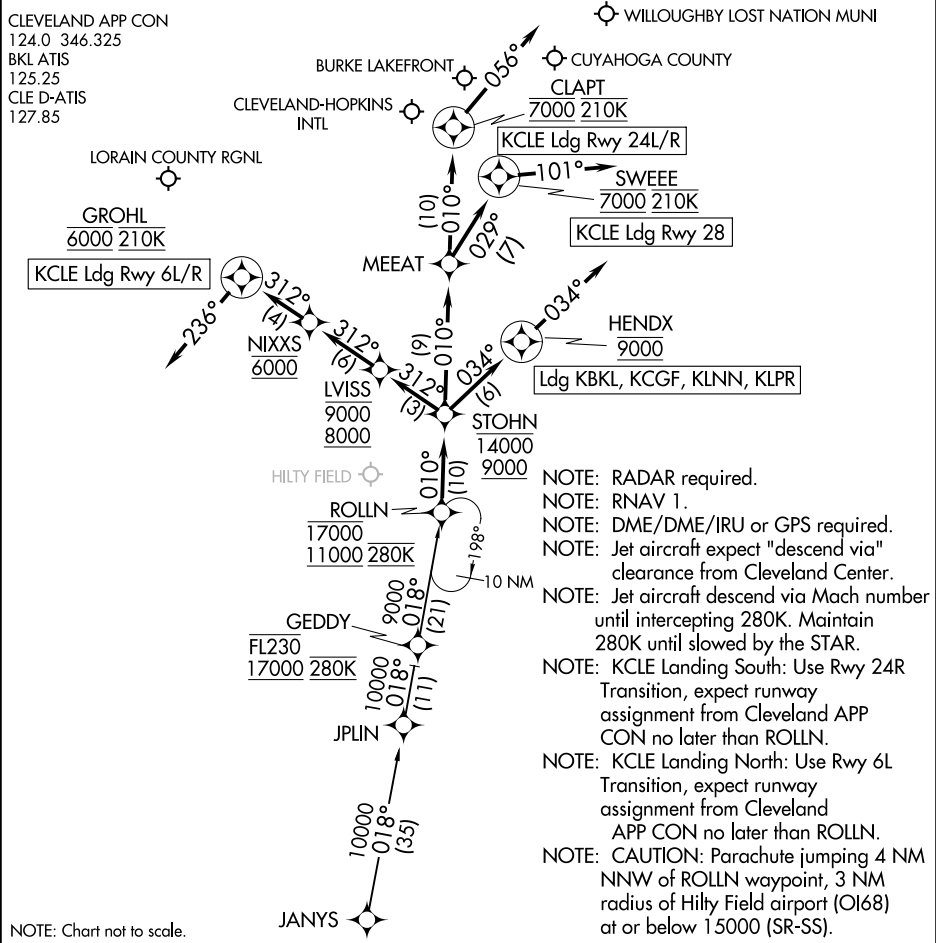 CLEVELAND APP CON
124.0 346.325
BKL ATIS
125.25
CLE D-ATIS
127.85
WILLOUGHBY LOST NATION MUNI
BURKE LAKEFRONT
CUYAHOGA COUNTY
056°
CLEVELAND-HOPKINS
INTL
CLAPT
7000 210K
KCLE Ldg Rwy 24L/R
LORAIN COUNTY RGNL
101°
SWEEE
7000 210K
KCLE Ldg Rwy 28
(10)
010°
029°
(7)
GROHL
6000 210K
KCLE Ldg Rwy 6L/R
MEEAT
236°
312°
(4)
NIXXS
6000
312°
(6)
(9)
010°
034°
HENDX
9000
Ldg KBKL, KCGF, KLNN, KLPR
LVISS
9000
8000
312°
(3)
034°
(6)
STOHN
14000
9000
HILTY FIELD
010°
(10)
ROLLN
17000
11000 280K
198°
10 NM
9000
018°
(21)
GEDDY
FL230
17000 280K
10000
018°
(11)
JPLIN
10000
018°
(35)
JANYS
NOTE: RADAR required.
NOTE: RNAV 1.
NOTE: DME/DME/IRU or GPS required.
NOTE: Jet aircraft expect "descend via"
clearance from Cleveland Center.
NOTE: Jet aircraft descend via Mach number
until intercepting 280K. Maintain
280K until slowed by the STAR.
NOTE: KCLE Landing South: Use Rwy 24R
Transition, expect runway
assignment from Cleveland APP
CON no later than ROLLN.
NOTE: KCLE Landing North: Use Rwy 6L
Transition, expect runway
assignment from Cleveland
APP CON no later than ROLLN.
NOTE: CAUTION: Parachute jumping 4 NM
NNW of ROLLN waypoint, 3 NM
radius of Hilty Field airport (OI68)
at or below 15000 (SR-SS).
NOTE: Chart not to scale.